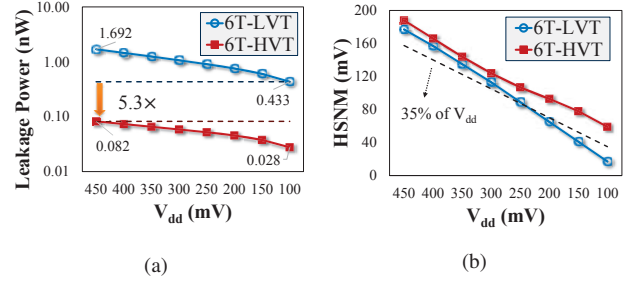 10.00
1.00
0.10
0.01
Leakage Power (nW)
6T-LVT
6T-HVT
1.692
5.3×
0.433
0.082
0.028
450 400 350 300 250 200 150 100
V_dd (mV)
(a)
200
160
120
80
40
0
HSNM (mV)
6T-LVT
6T-HVT
35% of V_dd
450 400 350 300 250 200 150 100
V_dd (mV)
(b)